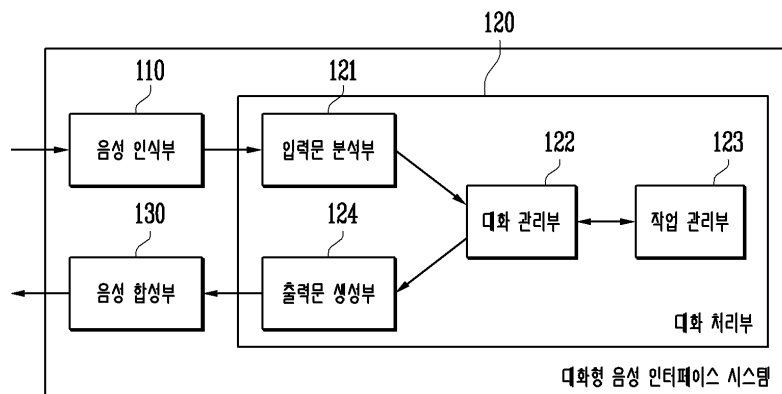 120
110
121
음성 인식부
입력문 분석부
122
123
대화 관리부
작업 관리부
130
124
음성 합성부
출력문 생성부
대화 처리부
대화형 음성 인터페이스 시스템